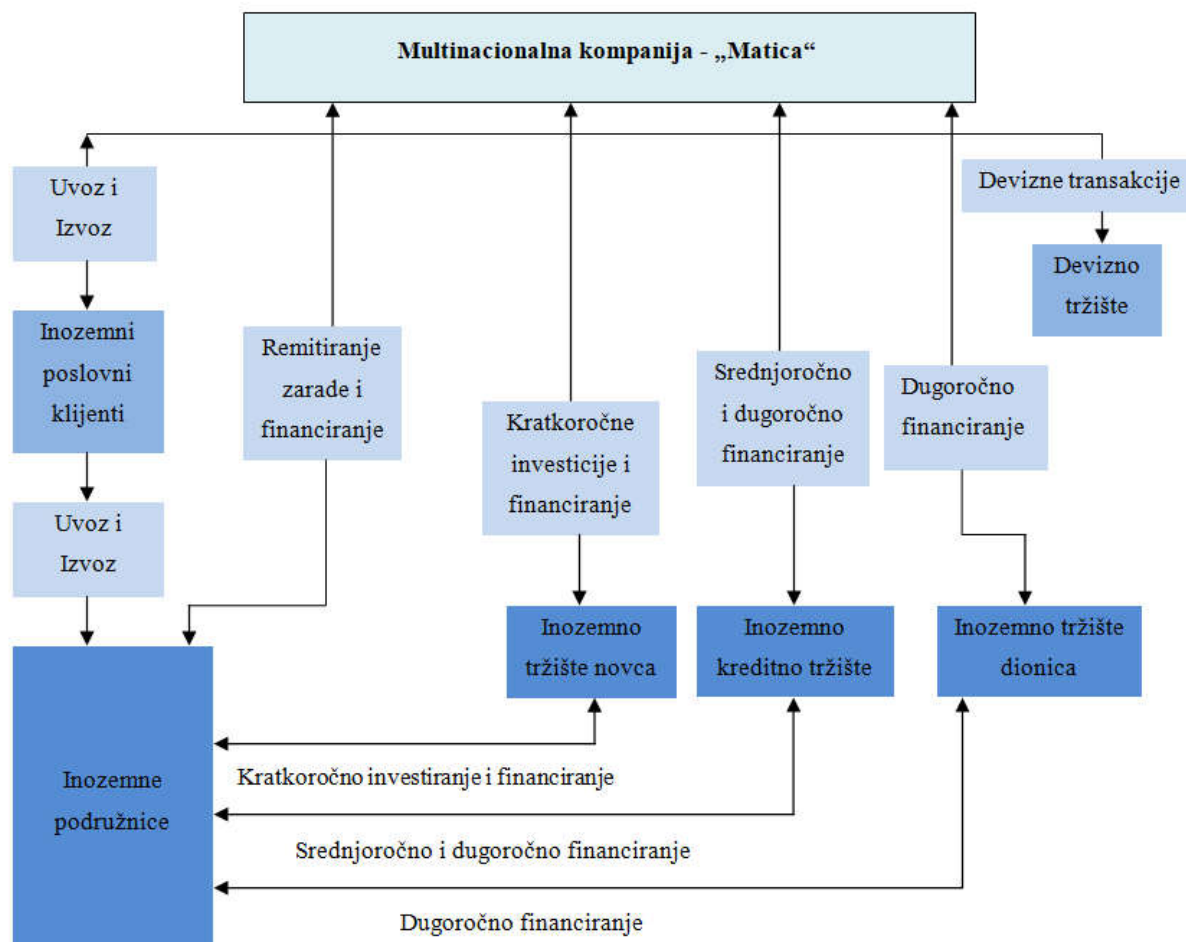 Multinacionalna kompanija - „Matica“
Uvoz i
Izvoz
Devizne transakcije
Devizno
tržište
Inozemni
poslovni
klijenti
Remitiranje
zarade i
financiranje
Srednjoročno
i dugoročno
financiranje
Dugoročno
financiranje
Kratkoročne
investicije i
financiranje
Uvoz i
Izvoz
Inozemno
tržište novca
Inozemno
kreditno tržište
Inozemno tržište
dionica
Inozemne
podružnice
Kratkoročno investiranje i financiranje
Srednjoročno i dugoročno financiranje
Dugoročno financiranje